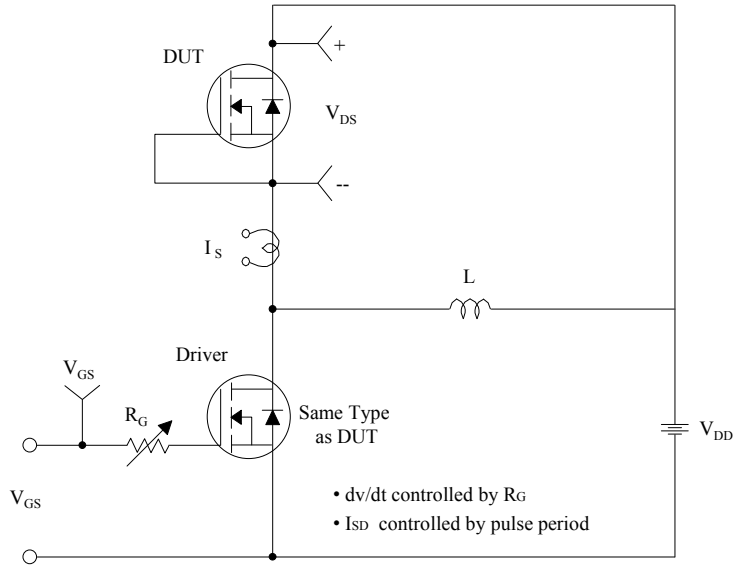 DUT
+
V_DS
--
I_S
L
Driver
V_GS
R_G
Same Type
as DUT
V_DD
V_GS
• dv/dt controlled by R_G
• I_SD controlled by pulse period